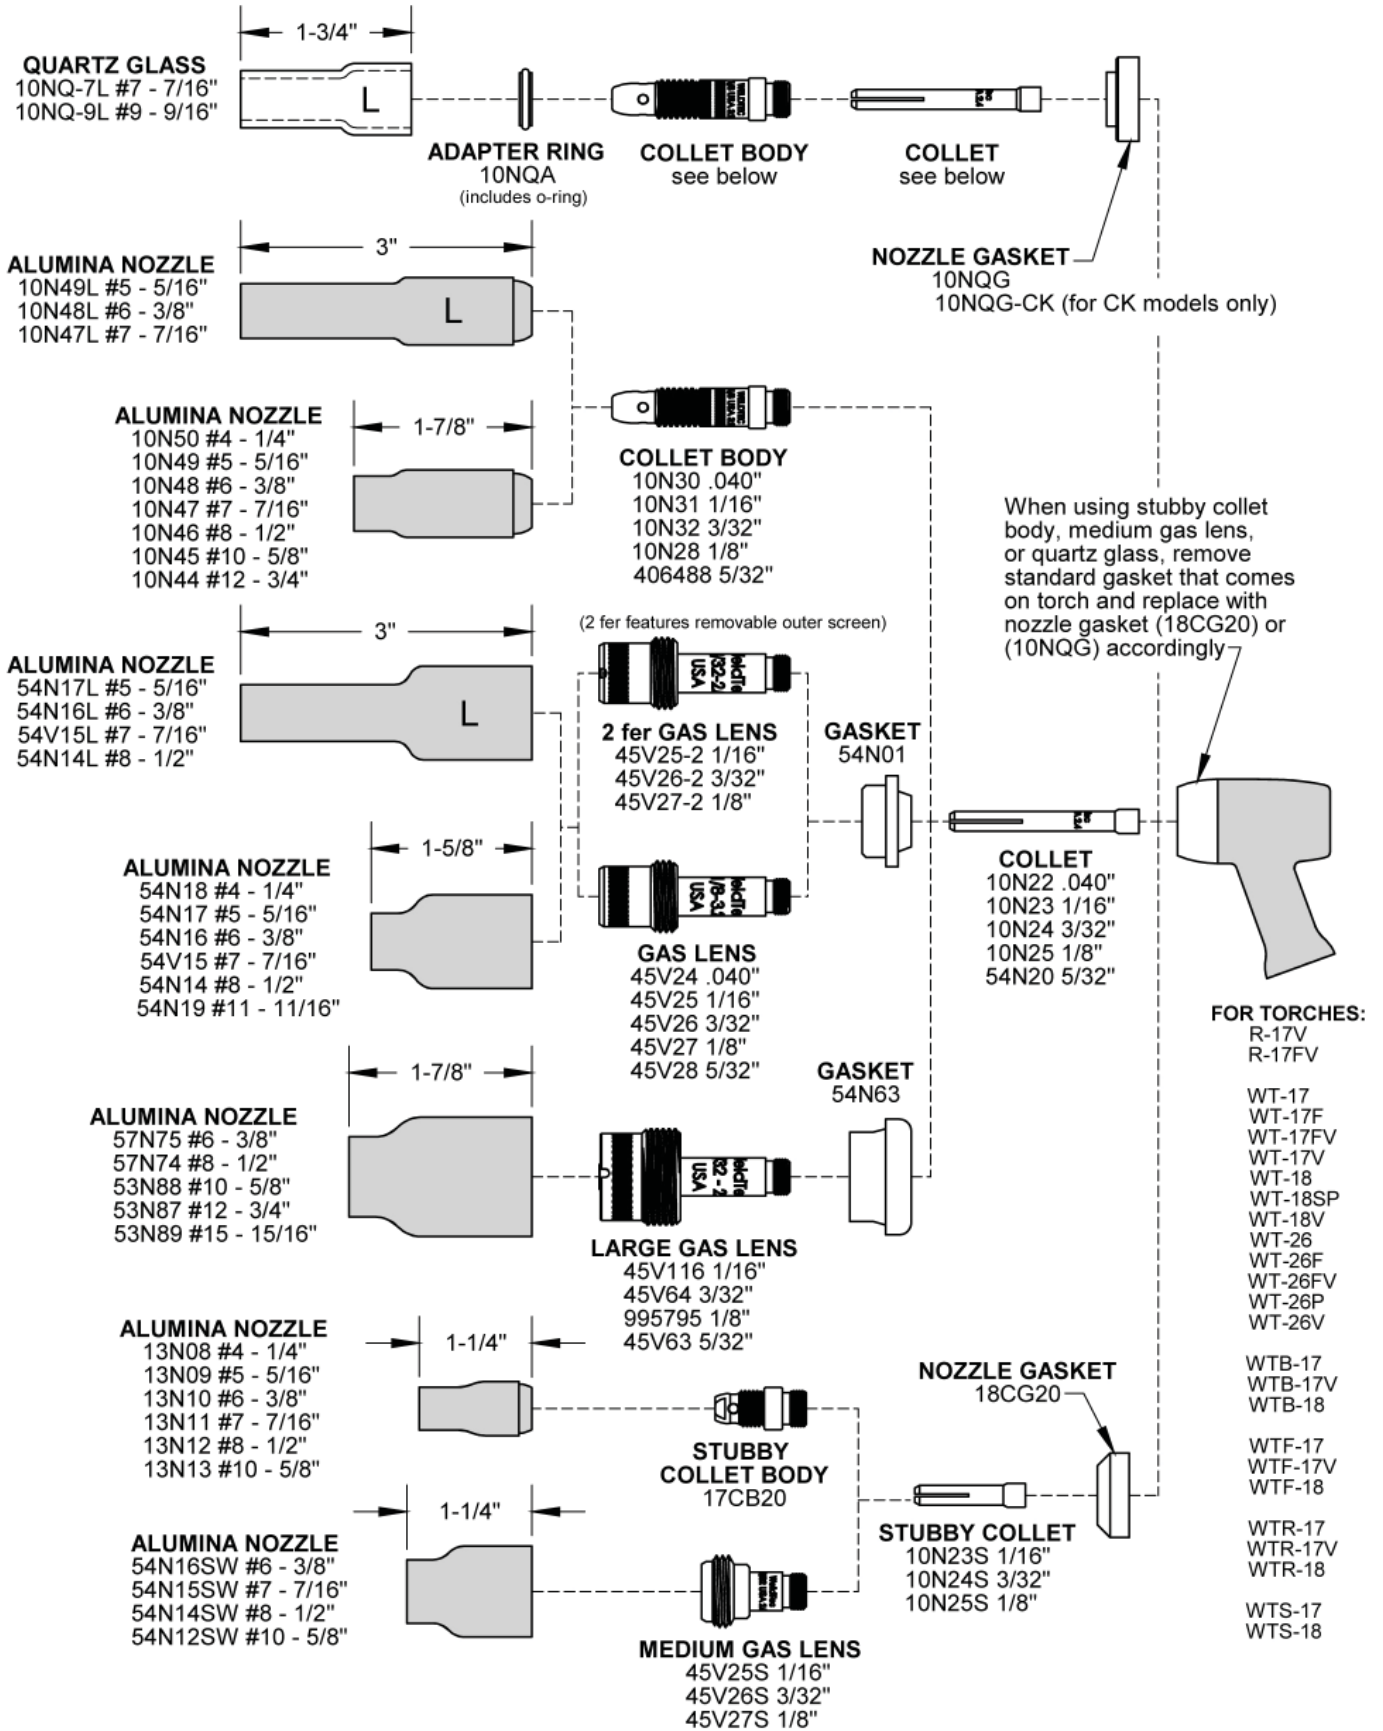 1-3/4"
QUARTZ GLASS
10NQ-7L #7 - 7/16"
10NQ-9L #9 - 9/16"
L
ADAPTER RING
10NQA
(includes o-ring)
COLLET BODY
see below
COLLET
see below
NOZZLE GASKET
10NQG
10NQG-CK (for CK models only)
3"
ALUMINA NOZZLE
10N49L #5 - 5/16"
10N48L #6 - 3/8"
10N47L #7 - 7/16"
L
ALUMINA NOZZLE
10N50 #4 - 1/4"
10N49 #5 - 5/16"
10N48 #6 - 3/8"
10N47 #7 - 7/16"
10N46 #8 - 1/2"
10N45 #10 - 5/8"
10N44 #12 - 3/4"
1-7/8"
COLLET BODY
10N30 .040"
10N31 1/16"
10N32 3/32"
10N28 1/8"
406488 5/32"
When using stubby collet
body, medium gas lens,
or quartz glass, remove
standard gasket that comes
on torch and replace with
nozzle gasket (18CG20) or
(10NQG) accordingly
3"
ALUMINA NOZZLE
54N17L #5 - 5/16"
54N16L #6 - 3/8"
54V15L #7 - 7/16"
54N14L #8 - 1/2"
L
(2 fer features removable outer screen)
USA
2 fer GAS LENS
45V25-2 1/16"
45V26-2 3/32"
45V27-2 1/8"
GASKET
54N01
1-5/8"
ALUMINA NOZZLE
54N18 #4 - 1/4"
54N17 #5 - 5/16"
54N16 #6 - 3/8"
54V15 #7 - 7/16"
54N14 #8 - 1/2"
54N19 #11 - 11/16"
USA
GAS LENS
45V24 .040"
45V25 1/16"
45V26 3/32"
45V27 1/8"
45V28 5/32"
COLLET
10N22 .040"
10N23 1/16"
10N24 3/32"
10N25 1/8"
54N20 5/32"
1-7/8"
ALUMINA NOZZLE
57N75 #6 - 3/8"
57N74 #8 - 1/2"
53N88 #10 - 5/8"
53N87 #12 - 3/4"
53N89 #15 - 15/16"
USA
LARGE GAS LENS
45V116 1/16"
45V64 3/32"
995795 1/8"
45V63 5/32"
GASKET
54N63
FOR TORCHES:
R-17V
R-17FV
WT-17
WT-17F
WT-17FV
WT-17V
WT-18
WT-18SP
WT-18V
WT-26
WT-26F
WT-26FV
WT-26P
WT-26V
WTB-17
WTB-17V
WTB-18
WTF-17
WTF-17V
WTF-18
WTR-17
WTR-17V
WTR-18
WTS-17
WTS-18
ALUMINA NOZZLE
13N08 #4 - 1/4"
13N09 #5 - 5/16"
13N10 #6 - 3/8"
13N11 #7 - 7/16"
13N12 #8 - 1/2"
13N13 #10 - 5/8"
1-1/4"
STUBBY
COLLET BODY
17CB20
NOZZLE GASKET
18CG20
STUBBY COLLET
10N23S 1/16"
10N24S 3/32"
10N25S 1/8"
1-1/4"
ALUMINA NOZZLE
54N16SW #6 - 3/8"
54N15SW #7 - 7/16"
54N14SW #8 - 1/2"
54N12SW #10 - 5/8"
MEDIUM GAS LENS
45V25S 1/16"
45V26S 3/32"
45V27S 1/8"